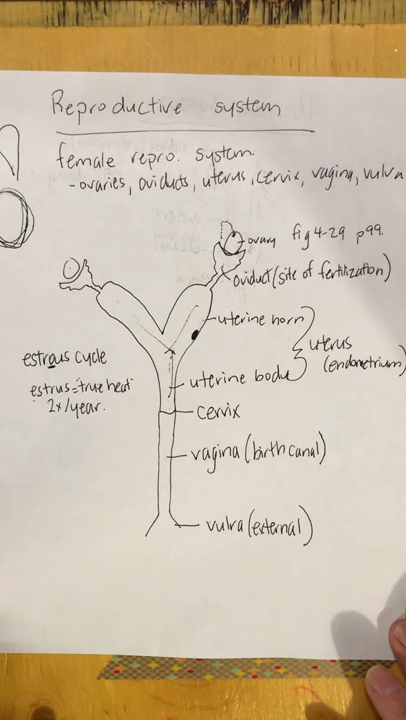 Reproductive system
female repro. system.
- ovaries, oviducts, uterus, cervix, vagina, vulva
ovary fig 4-29 p99.
oviduct (site of fertilization)
uterine horn
uterus
(endometrium)
estrous cycle
estrus = true heat
2x/year.
uterine body
cervix
vagina (birth canal)
vulva (external)